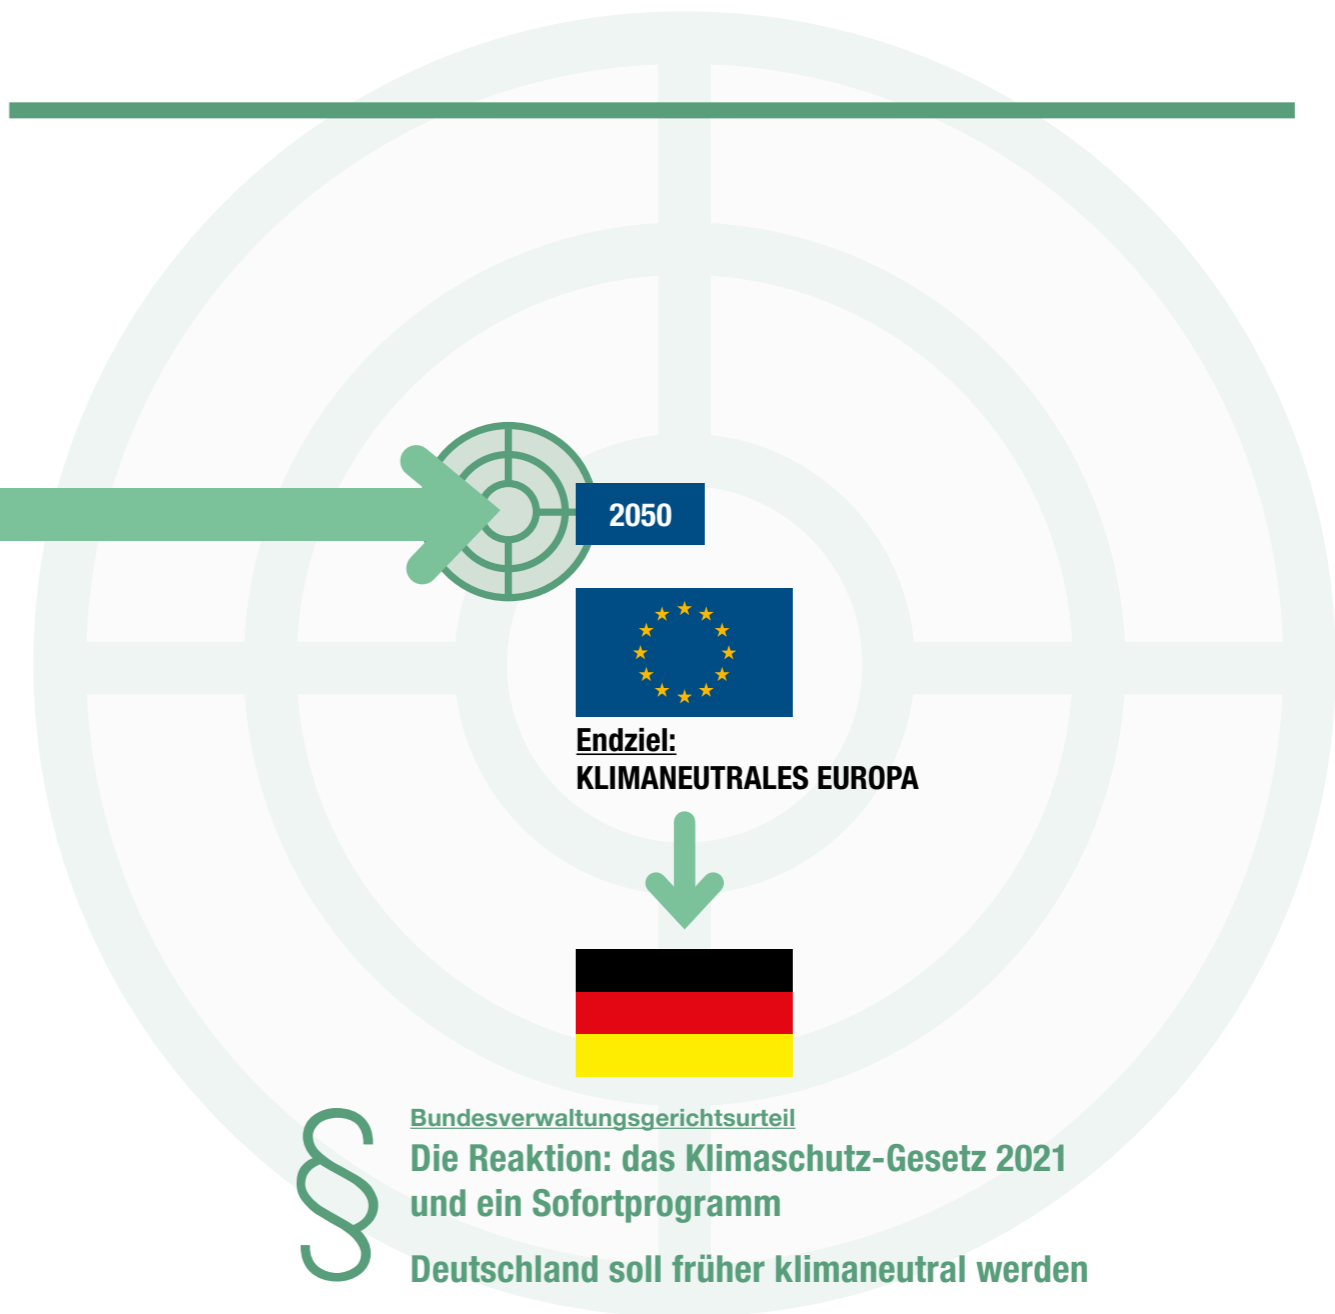 2050
Endziel:
KLIMANEUTRALES EUROPA
§
Bundesverwaltungsgerichtsurteil
Die Reaktion: das Klimaschutz-Gesetz 2021
und ein Sofortprogramm
Deutschland soll früher klimaneutral werden